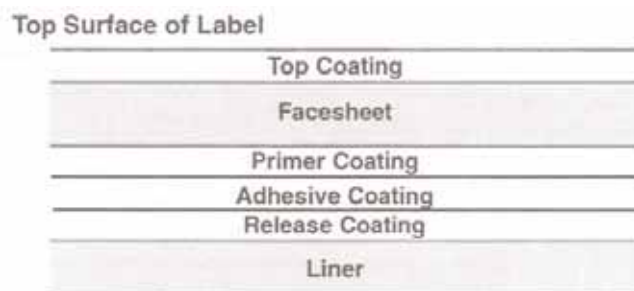 Top Surface of Label
Top Coating
Facesheet
Primer Coating
Adhesive Coating
Release Coating
Liner